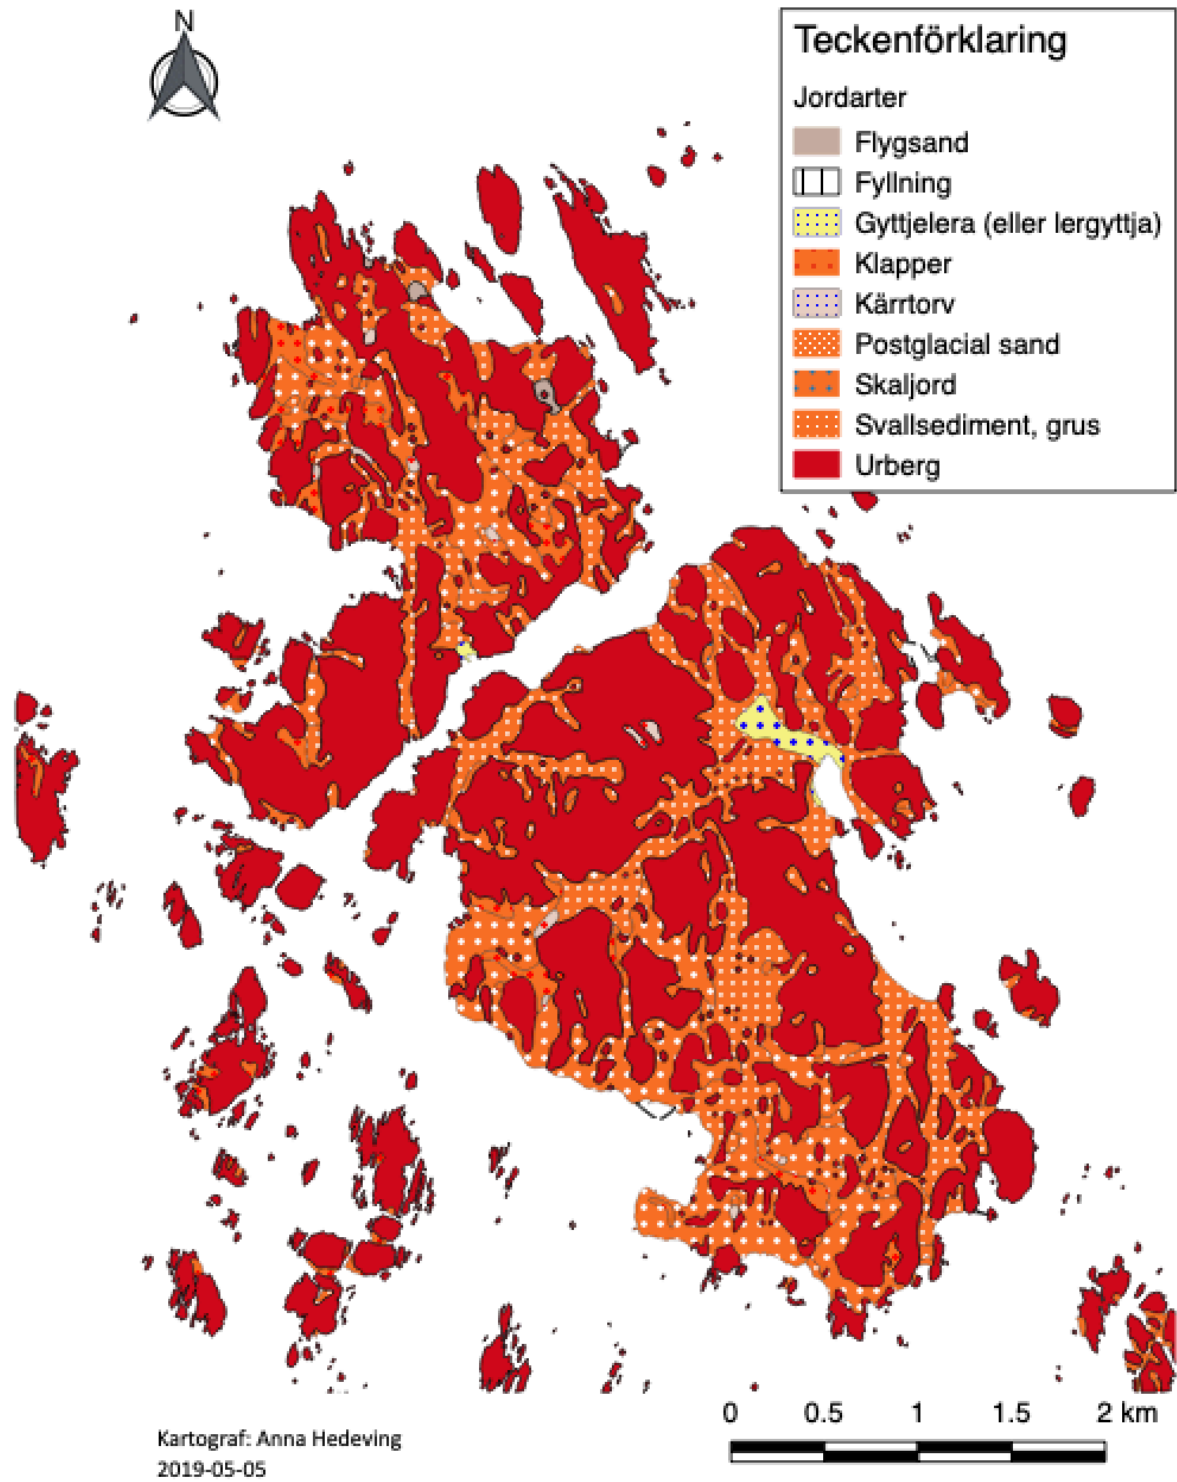 N
Teckenförklaring
Jordarter
Flygsand
Fyllning
Gyttjelera (eller lergyttja)
Klapper
Kärrtorv
Postglacial sand
Skaljord
Svallsediment, grus
Urberg
0 0.5 1 1.5 2 km
Kartograf: Anna Hedeving
2019-05-05